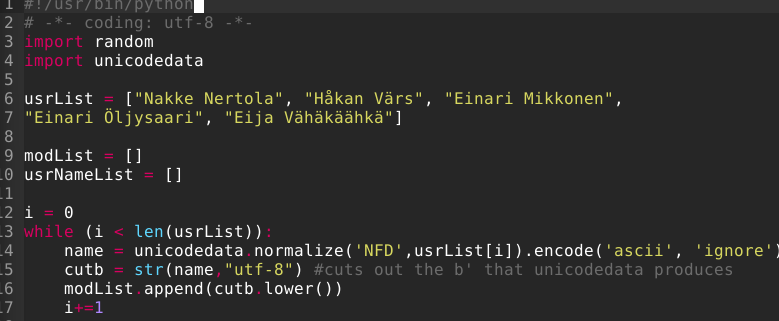 1 #!/usr/bin/python
2 # -*- coding: utf-8 -*-
3 import random
4 import unicodedata
5
6 usrList = ["Nakke Nertola", "Håkan Värs", "Einari Mikkonen",
7 "Einari Öljysaari", "Eija Vähäkäähkä"]
8
9 modList = []
10 usrNameList = []
11
12 i = 0
13 while (i < len(usrList)):
14     name = unicodedata.normalize('NFD',usrList[i]).encode('ascii', 'ignore')
15     cutb = str(name,"utf-8") #cuts out the b' that unicodedata produces
16     modList.append(cutb.lower())
17     i+=1